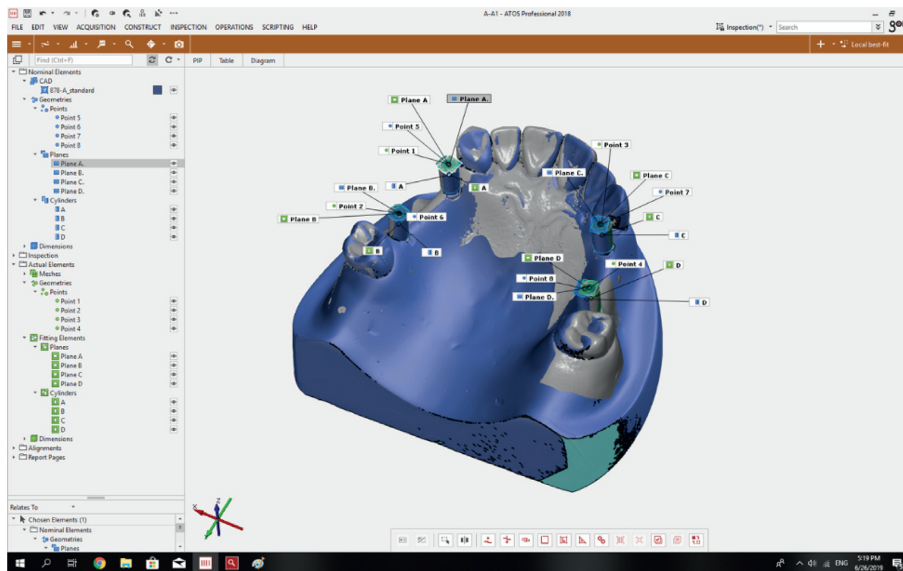 A-A1 - ATOS Professional 2018
FILE EDIT VIEW ACQUISITION CONSTRUCT INSPECTION OPERATIONS SCRIPTING HELP
Inspection(*) Search
Local best-fit
Find (Ctrl+F)
PIP Table Diagram
Nominal Elements
CAD
878-A_standard
Geometries
Points
Point 5
Point 6
Point 7
Point 8
Planes
Plane A.
Plane B.
Plane C.
Plane D.
Cylinders
A
B
C
D
Dimensions
Inspection
Actual Elements
Meshes
Geometries
Points
Point 1
Point 2
Point 3
Point 4
Fitting Elements
Planes
Plane A
Plane B
Plane C
Plane D
Cylinders
A
B
C
D
Dimensions
Alignments
Report Pages
Relates To
Chosen Elements (1)
Nominal Elements
Geometries
Planes
Plane A
Plane A.
Point 5
Point 1
Point 3
Plane C.
Plane C
Plane B.
A
A
Point 7
Point 2
Plane B
Point 6
C
C
B
B
Plane D
Point 4
D
Point 8
Plane D.
D
ENG
5:19 PM
6/26/2019